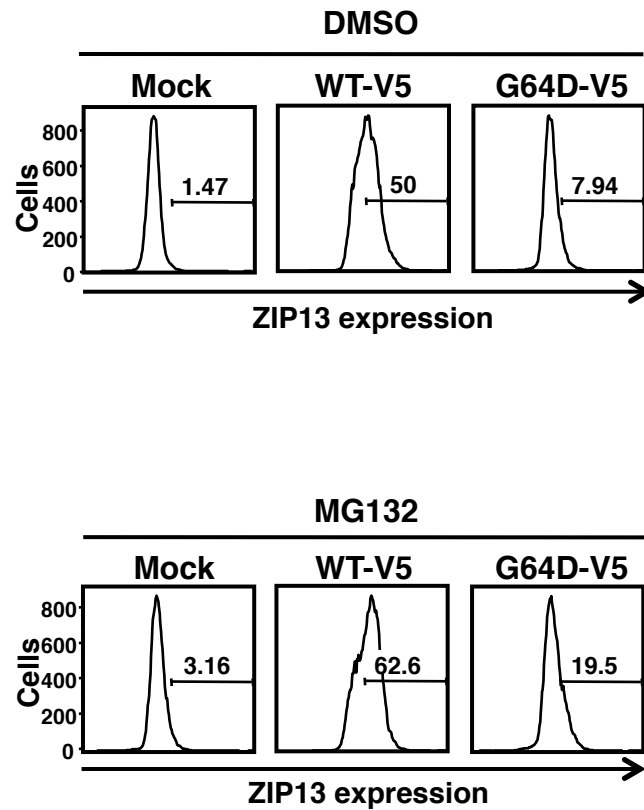 DMSO
Mock WT-V5 G64D-V5
Cells
800
600
400
200
0
1.47 50 7.94
ZIP13 expression
MG132
Mock WT-V5 G64D-V5
Cells
800
600
400
200
0
3.16 62.6 19.5
ZIP13 expression